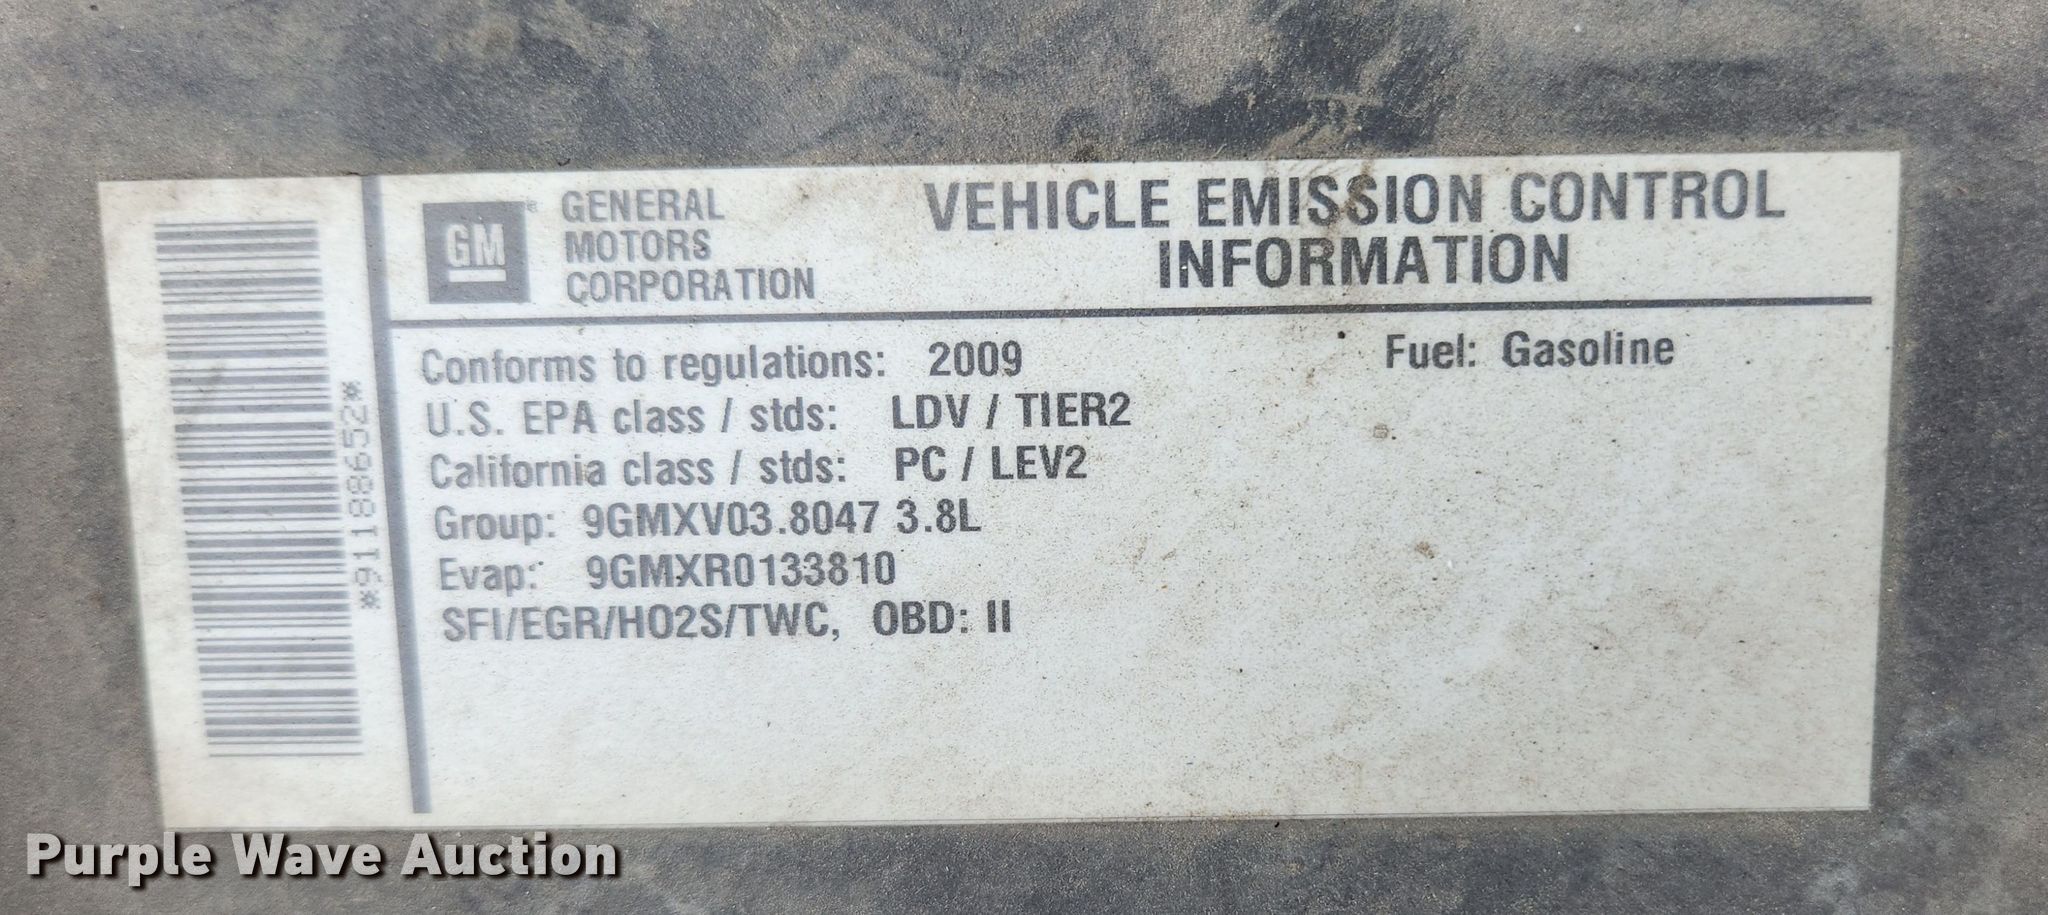 *91188652*
GM®
GENERAL
MOTORS
CORPORATION
VEHICLE EMISSION CONTROL
INFORMATION
Conforms to regulations: 2009 Fuel: Gasoline
U.S. EPA class / stds: LDV / TIER2
California class / stds: PC / LEV2
Group: 9GMXV03.8047 3.8L
Evap: 9GMXR0133810
SFI/EGR/HO2S/TWC, OBD: II
Purple Wave Auction